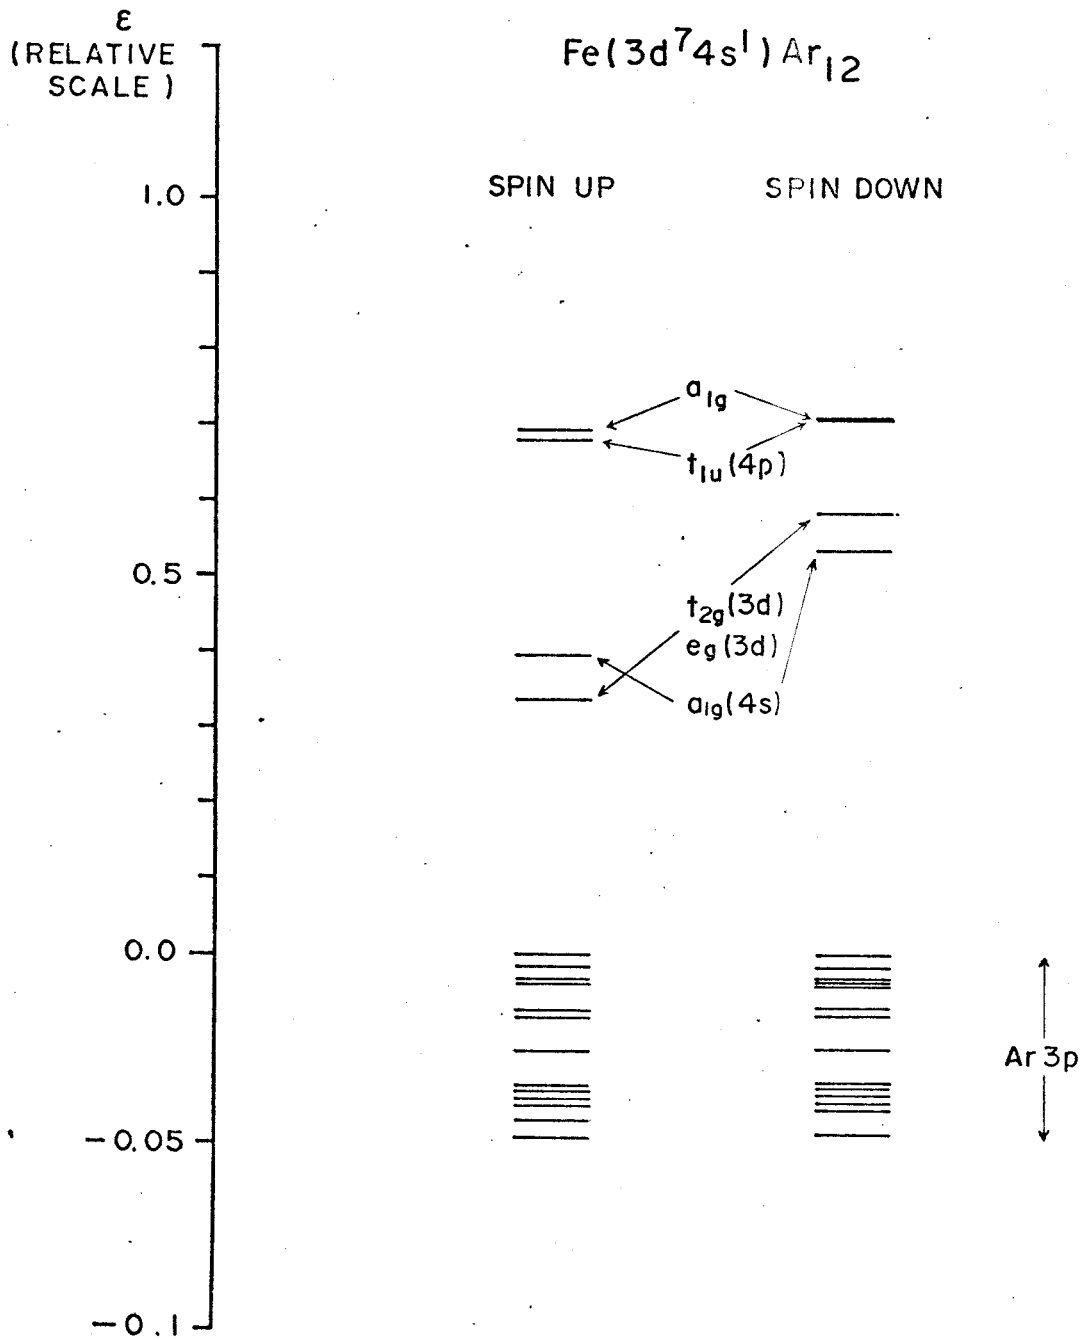 ε
(RELATIVE
SCALE)
Fe(3d⁷4s¹)Ar₁₂
SPIN UP
SPIN DOWN
1.0
a₁g
t₁u(4p)
0.5
t₂g(3d)
eg(3d)
a₁g(4s)
0.0
Ar 3p
-0.05
-0.1